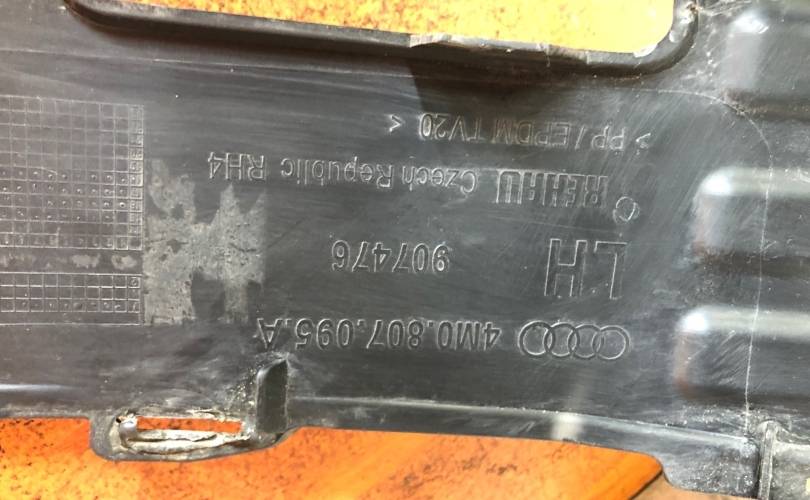 4M0.807.095.A
LH 907476
REHAU Czech Republic RH4
>PP/EPDM TV20<